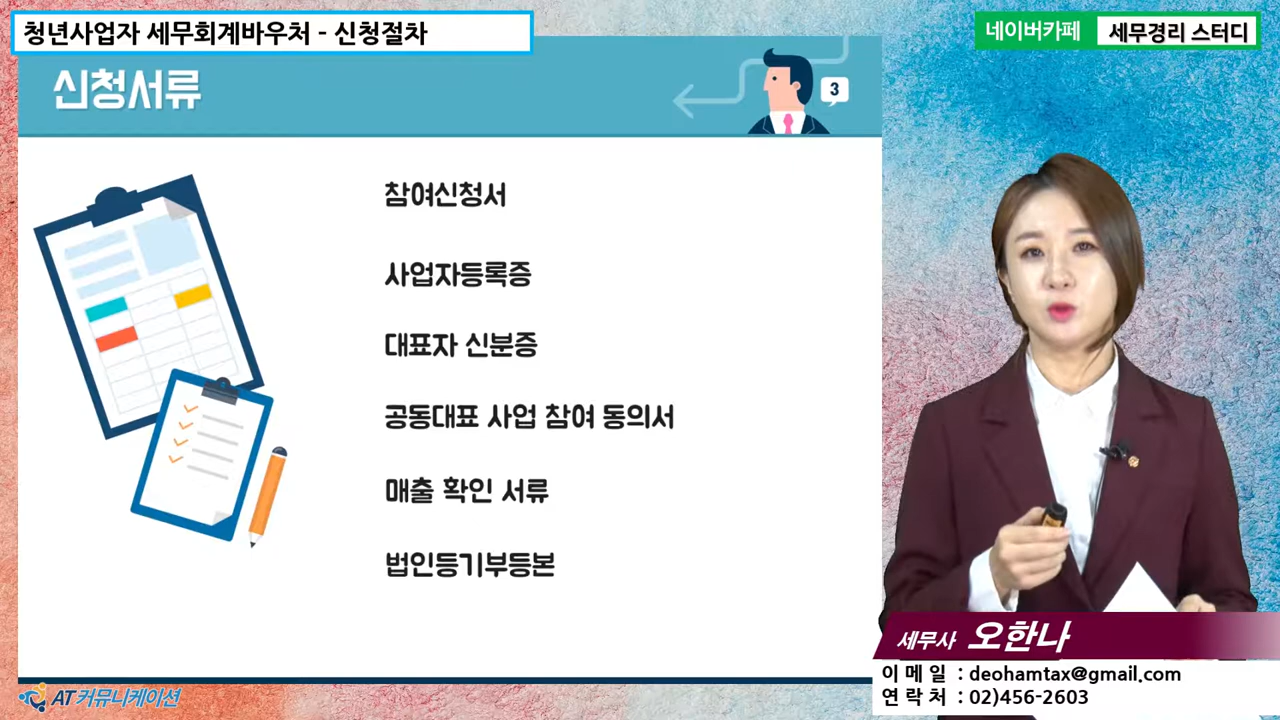 청년사업자 세무회계바우처 - 신청절차
네이버카페 세무경리 스터디
신청서류
3
참여신청서
사업자등록증
대표자 신분증
공동대표 사업 참여 동의서
매출 확인 서류
법인등기부등본
세무사 오한나
이 메 일 : deohamtax@gmail.com
연 락 처 : 02)456-2603
AT커뮤니케이션